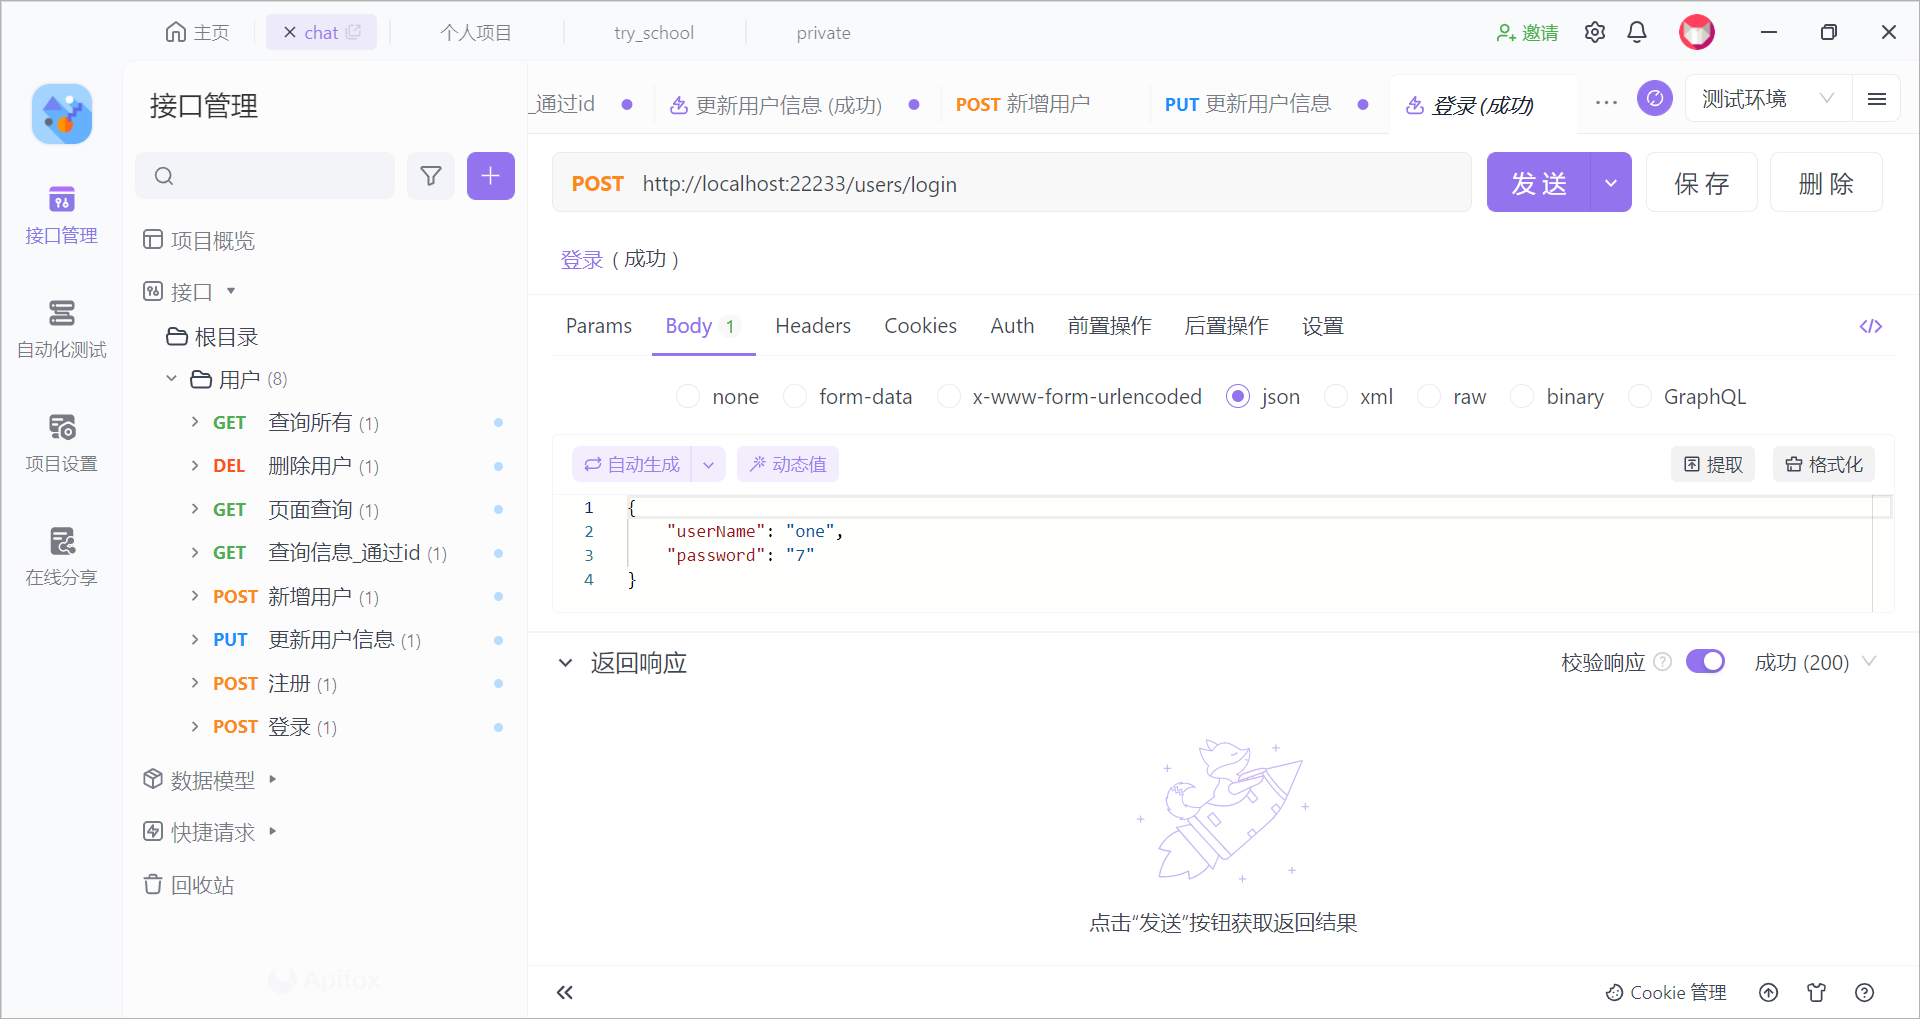 主页
chat
个人项目
try_school
private
邀请
接口管理
自动化测试
项目设置
在线分享
接口管理
项目概览
接口
根目录
用户 (8)
GET 查询所有 (1)
DEL 删除用户 (1)
GET 页面查询 (1)
GET 查询信息_通过id (1)
POST 新增用户 (1)
PUT 更新用户信息 (1)
POST 注册 (1)
POST 登录 (1)
数据模型
快捷请求
回收站
Apifox
_通过id
更新用户信息 (成功)
POST 新增用户
PUT 更新用户信息
登录 (成功)
测试环境
POST http://localhost:22233/users/login
发 送
保 存
删 除
登录 ( 成功 )
Params
Body 1
Headers
Cookies
Auth
前置操作
后置操作
设置
none
form-data
x-www-form-urlencoded
json
xml
raw
binary
GraphQL
自动生成
动态值
提取
格式化
1 {
2 "userName": "one",
3 "password": "7"
4 }
返回响应
校验响应
成功 (200)
点击“发送”按钮获取返回结果
Cookie 管理